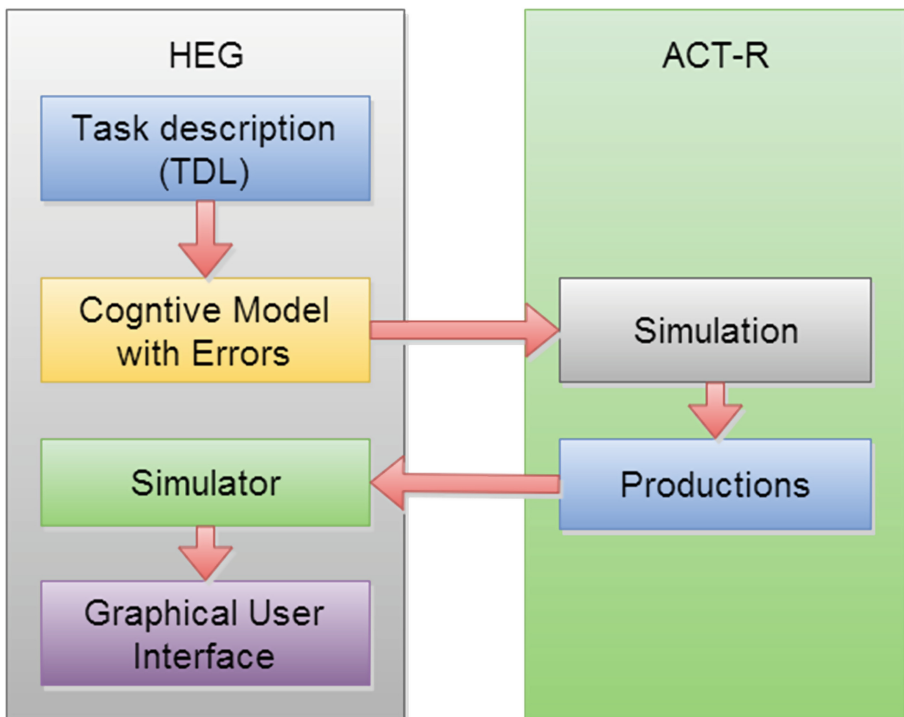 HEG
Task description
(TDL)
Cogntive Model
with Errors
Simulator
Graphical User
Interface
ACT-R
Simulation
Productions